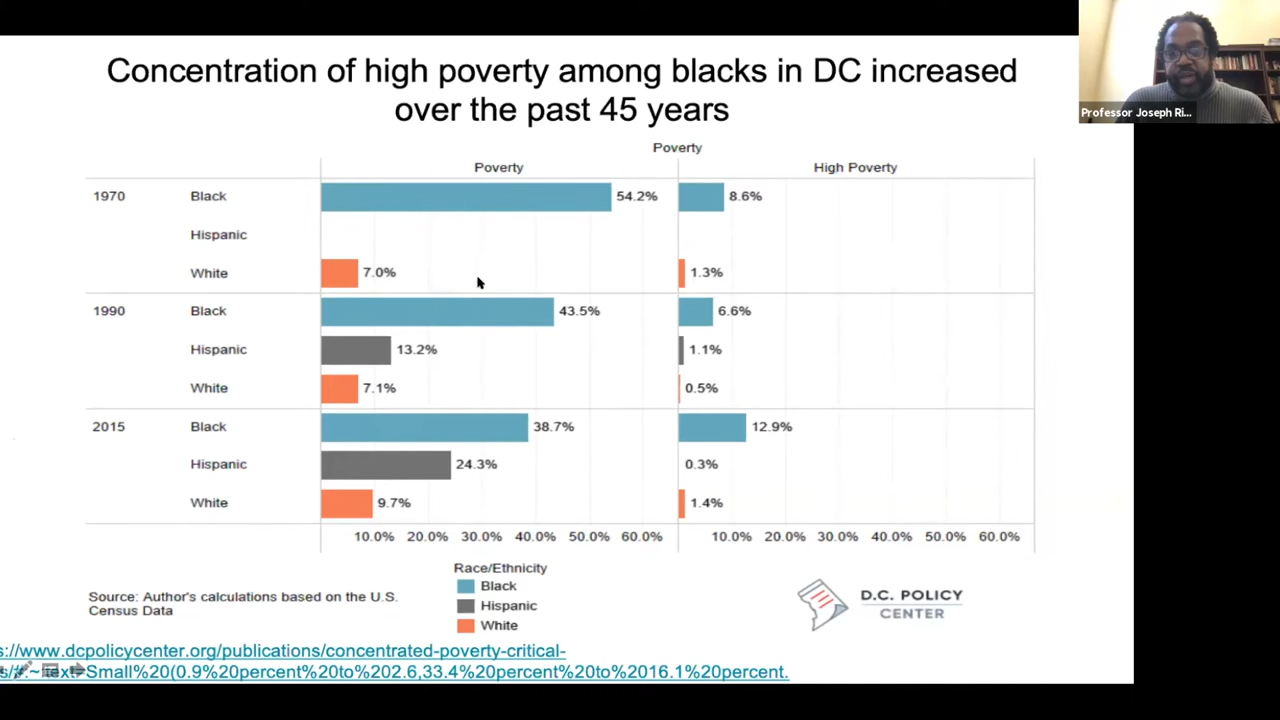 Concentration of high poverty among blacks in DC increased
over the past 45 years
Professor Joseph Ri...
Poverty
Poverty High Poverty
1970 Black 54.2% 8.6%
Hispanic
White 7.0% 1.3%
1990 Black 43.5% 6.6%
Hispanic 13.2% 1.1%
White 7.1% 0.5%
2015 Black 38.7% 12.9%
Hispanic 24.3% 0.3%
White 9.7% 1.4%
10.0% 20.0% 30.0% 40.0% 50.0% 60.0% 10.0% 20.0% 30.0% 40.0% 50.0% 60.0%
Race/Ethnicity
Black
Hispanic
White
Source: Author's calculations based on the U.S.
Census Data
D.C. POLICY
CENTER
s://www.dcpolicycenter.org/publications/concentrated-poverty-critical-
text=Small%20(0.9%20percent%20to%202.6,33.4%20percent%20to%2016.1%20percent.